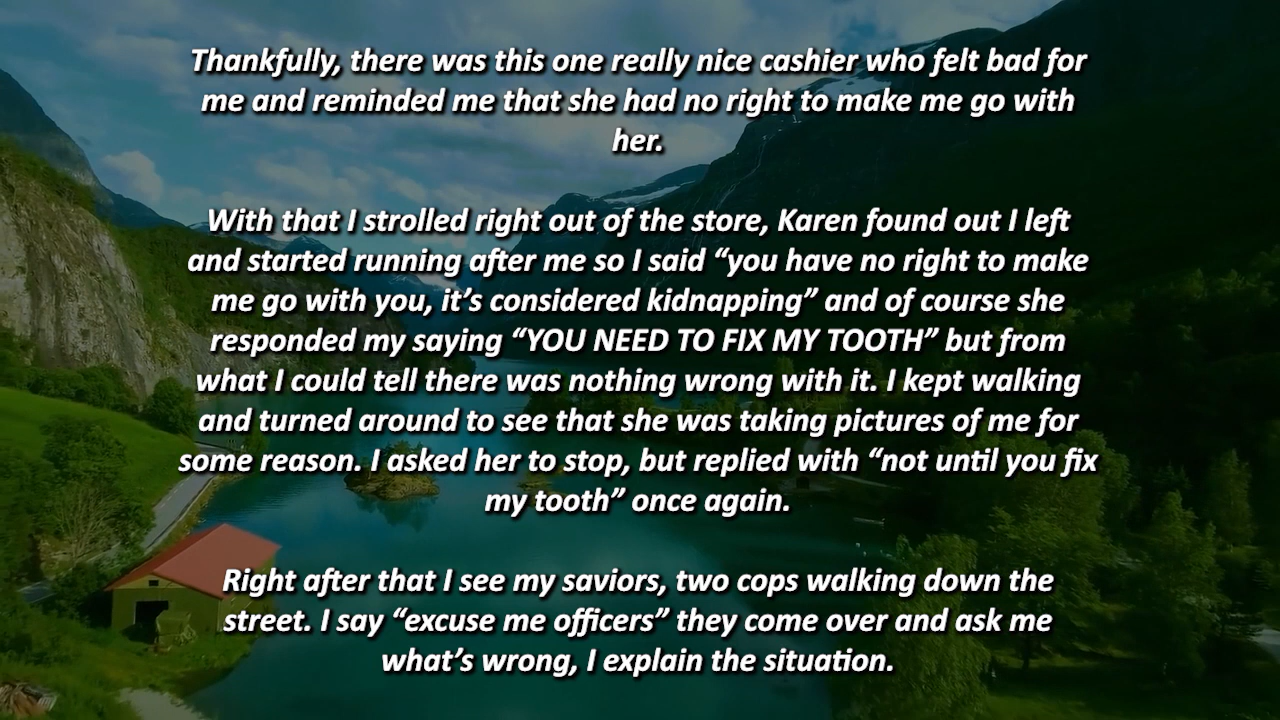 Thankfully, there was this one really nice cashier who felt bad for
me and reminded me that she had no right to make me go with
her.
With that I strolled right out of the store, Karen found out I left
and started running after me so I said “you have no right to make
me go with you, it’s considered kidnapping” and of course she
responded my saying “YOU NEED TO FIX MY TOOTH” but from
what I could tell there was nothing wrong with it. I kept walking
and turned around to see that she was taking pictures of me for
some reason. I asked her to stop, but replied with “not until you fix
my tooth” once again.
Right after that I see my saviors, two cops walking down the
street. I say “excuse me officers” they come over and ask me
what’s wrong, I explain the situation.